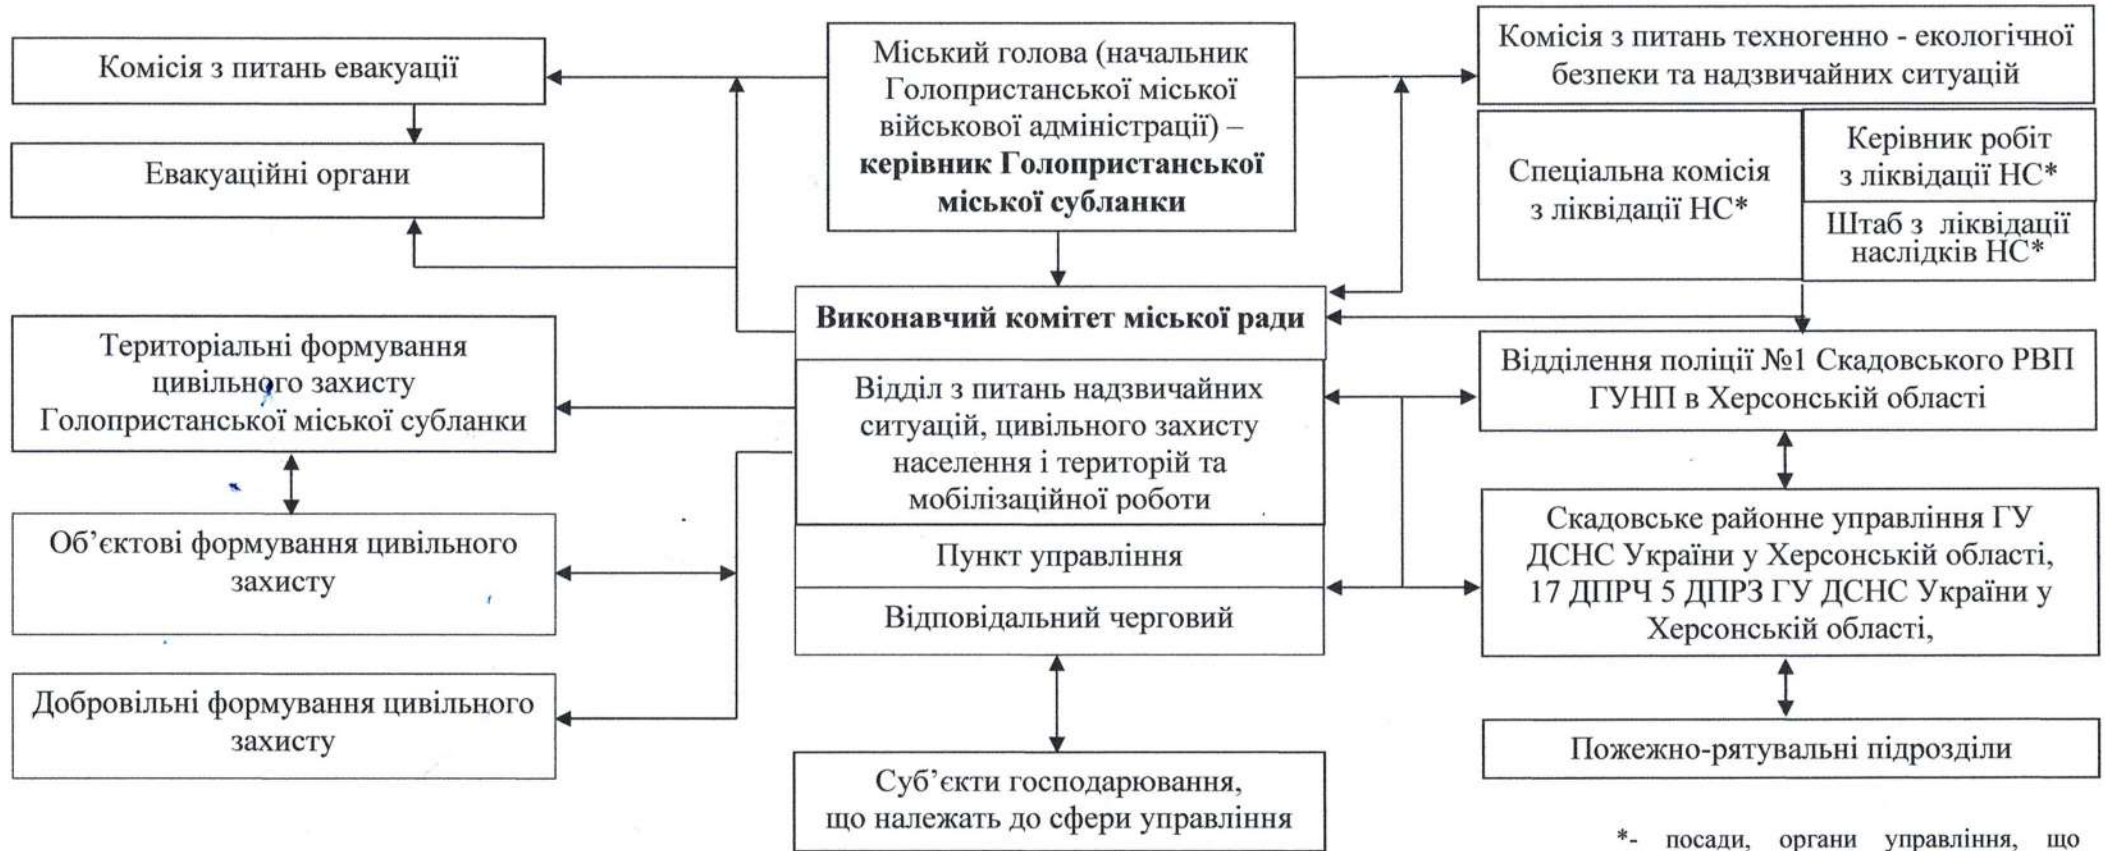 Комісія з питань евакуації
Евакуаційні органи
Територіальні формування
цивільного захисту
Голопристанської міської субланки
Об’єктові формування цивільного
захисту
Добровільні формування цивільного
захисту
Міський голова (начальник
Голопристанської міської
військової адміністрації) –
керівник Голопристанської
міської субланки
Виконавчий комітет міської ради
Відділ з питань надзвичайних
ситуацій, цивільного захисту
населення і територій та
мобілізаційної роботи
Пункт управління
Відповідальний черговий
Суб’єкти господарювання,
що належать до сфери управління
Комісія з питань техногенно - екологічної
безпеки та надзвичайних ситуацій
Спеціальна комісія
з ліквідації НС*
Керівник робіт
з ліквідації НС*
Штаб з ліквідації
наслідків НС*
Відділення поліції №1 Скадовського РВП
ГУНП в Херсонській області
Скадовське районне управління ГУ
ДСНС України у Херсонській області,
17 ДПРЧ 5 ДПРЗ ГУ ДСНС України у
Херсонській області,
Пожежно-рятувальні підрозділи
*- посади, органи управління, що